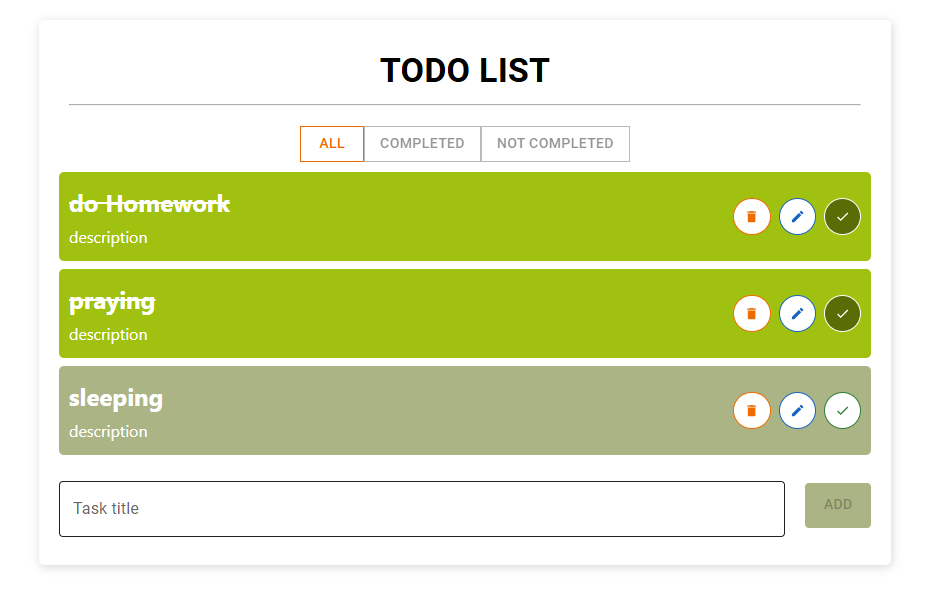 TODO LIST
ALL COMPLETED NOT COMPLETED
do Homework
description
praying
description
sleeping
description
Task title ADD